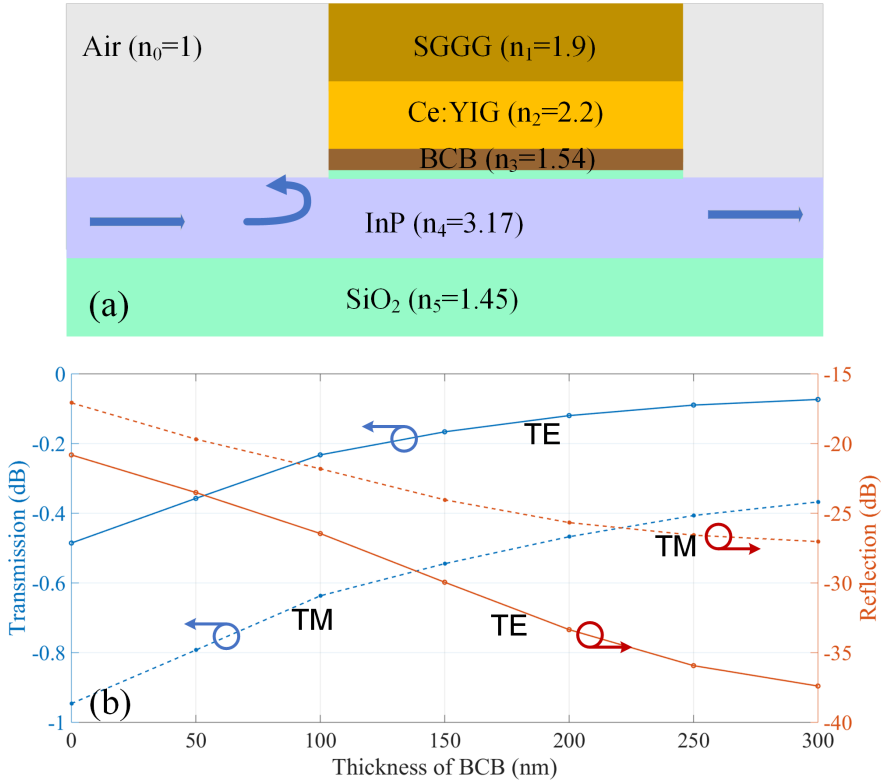 Air (n₀=1)
SGGG (n₁=1.9)
Ce:YIG (n₂=2.2)
BCB (n₃=1.54)
InP (n₄=3.17)
(a)
SiO₂ (n₅=1.45)
0
-0.2
-0.4
-0.6
-0.8
-1
Transmission (dB)
-15
-20
-25
-30
-35
-40
Reflection (dB)
TE
TM
TM
TE
(b)
0
50
100
150
200
250
300
Thickness of BCB (nm)